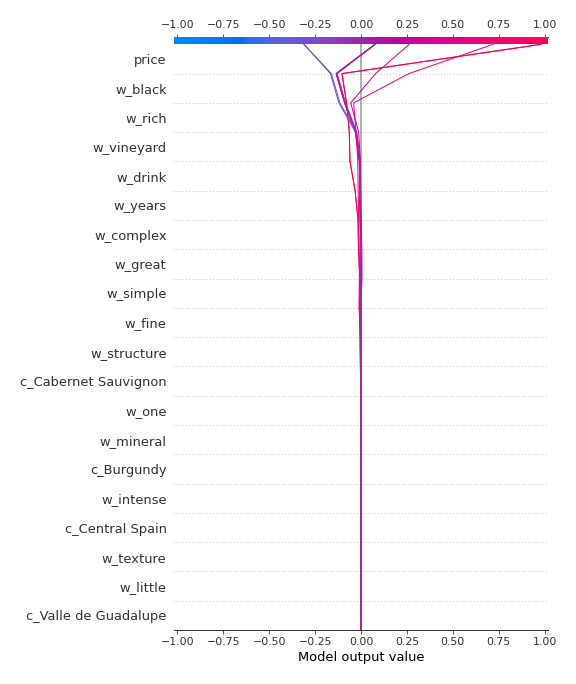 −1.00 −0.75 −0.50 −0.25 0.00 0.25 0.50 0.75 1.00
price
w_black
w_rich
w_vineyard
w_drink
w_years
w_complex
w_great
w_simple
w_fine
w_structure
c_Cabernet Sauvignon
w_one
w_mineral
c_Burgundy
w_intense
c_Central Spain
w_texture
w_little
c_Valle de Guadalupe
−1.00 −0.75 −0.50 −0.25 0.00 0.25 0.50 0.75 1.00
Model output value